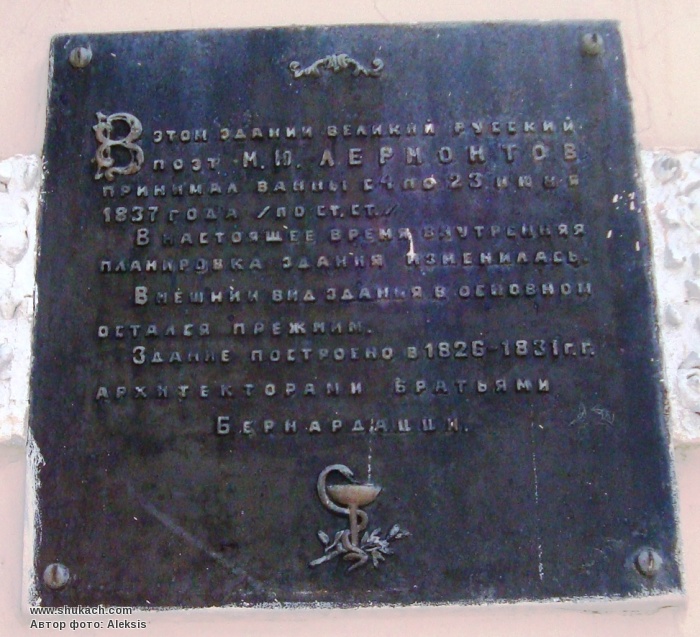 В этом здании великий русский
поэт М.Ю. ЛЕРМОНТОВ
принимал ванны с 4 по 23 июня
1837 года /по ст.ст./
В настоящее время внутренняя
планировка здания изменилась.
Внешний вид здания в основном
остался прежним.
Здание построено в 1826-1831 г.г.
архитекторами братьями
Бернардацци.
www.shukach.com
Автор фото: Aleksis